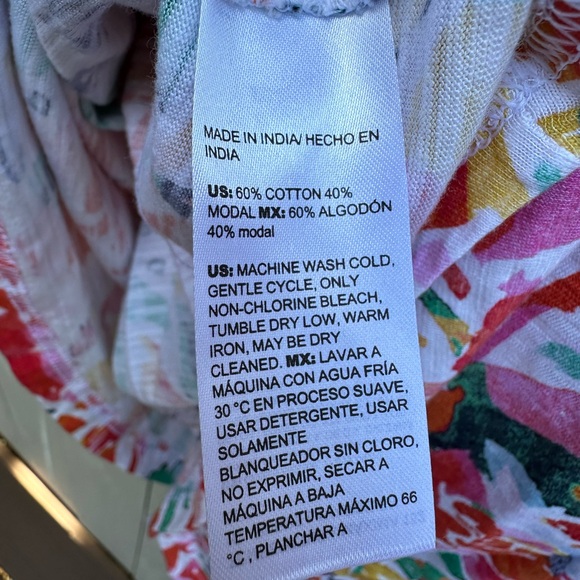 MADE IN INDIA/ HECHO EN
INDIA
US: 60% COTTON 40%
MODAL MX: 60% ALGODÓN
40% modal
US: MACHINE WASH COLD,
GENTLE CYCLE, ONLY
NON-CHLORINE BLEACH,
TUMBLE DRY LOW, WARM
IRON, MAY BE DRY
CLEANED. MX: LAVAR A
MÁQUINA CON AGUA FRÍA
30 °C EN PROCESO SUAVE,
USAR DETERGENTE, USAR
SOLAMENTE
BLANQUEADOR SIN CLORO,
NO EXPRIMIR, SECAR A
MÁQUINA A BAJA
TEMPERATURA MÁXIMO 66
°C , PLANCHAR A